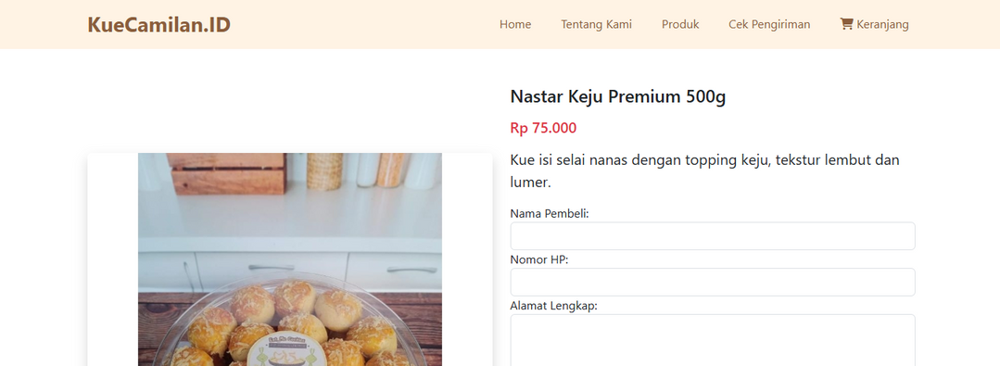 KueCamilan.ID
Home
Tentang Kami
Produk
Cek Pengiriman
Keranjang
Nastar Keju Premium 500g
Rp 75.000
Kue isi selai nanas dengan topping keju, tekstur lembut dan
lumer.
Nama Pembeli:
Nomor HP:
Alamat Lengkap: